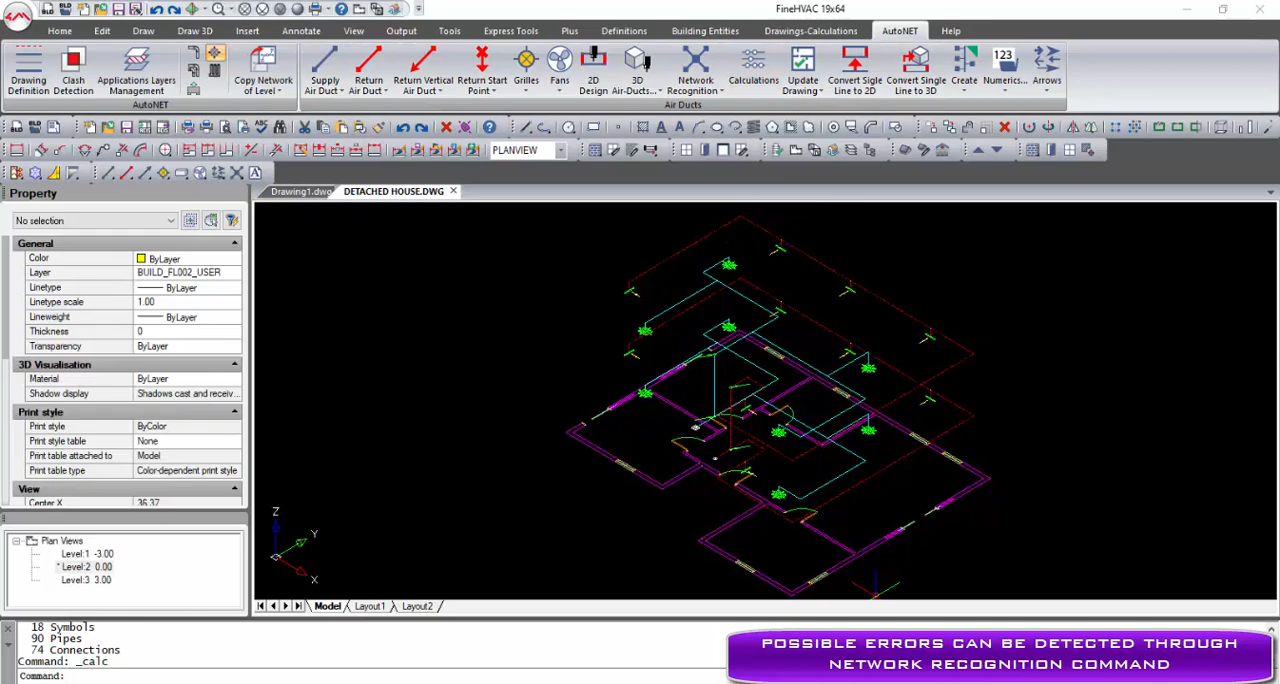 FineHVAC 19x64
Home Edit Draw Draw 3D Insert Annotate View Output Tools Express Tools Plus Definitions Building Entities Drawings-Calculations AutoNET Help
Drawing Definition
Clash Detection
Applications Layers Management
Copy Network of Level
Supply Air Duct
Return Air Duct
Return Vertical Air Duct
Return Start Point
Grilles
Fans
2D Design
3D Air-Ducts...
Network Recognition
Calculations
Update Drawing
Convert Sigle Line to 2D
Convert Single Line to 3D
Create
123
Numeric...
Arrows
AutoNET
Air Ducts
PLANVIEW
Property
Drawing1.dwg DETACHED HOUSE.DWG
No selection
General
Color ByLayer
Layer BUILD_FL002_USER
Linetype ByLayer
Linetype scale 1.00
Lineweight ByLayer
Thickness 0
Transparency ByLayer
3D Visualisation
Material ByLayer
Shadow display Shadows cast and receiv...
Print style
Print style ByColor
Print style table None
Print table attached to Model
Print table type Color-dependent print style
View
Center X 36.37
Plan Views
Level:1 -3.00
* Level:2 0.00
Level:3 3.00
Z
Y
X
Model Layout1 Layout2
18 Symbols
90 Pipes
74 Connections
Command: _calc
Command:
POSSIBLE ERRORS CAN BE DETECTED THROUGH
NETWORK RECOGNITION COMMAND